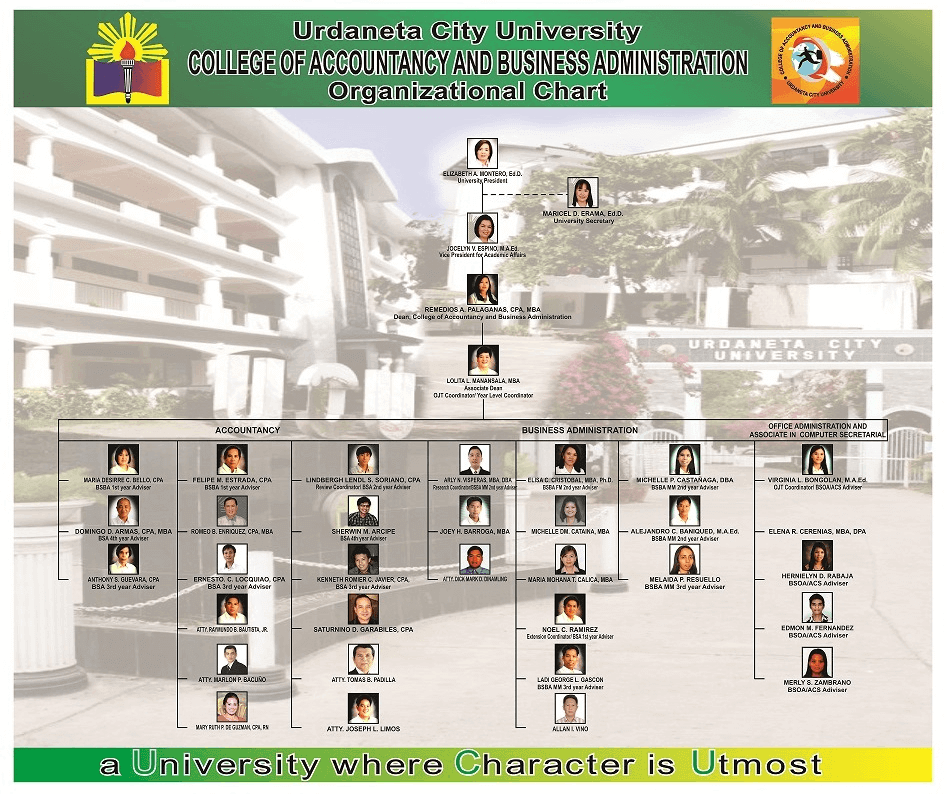 Urdaneta City University
COLLEGE OF ACCOUNTANCY AND BUSINESS ADMINISTRATION
Organizational Chart
COLLEGE OF ACCOUNTANCY AND BUSINESS ADMINISTRATION
URDANETA CITY UNIVERSITY
ELIZABETH A. MONTERO, Ed.D.
University President
MARICEL D. ERAMA, Ed.D.
University Secretary
JOCELYN V. ESPINO, M.A.Ed.
Vice President for Academic Affairs
REMEDIOS A. PALAGANAS, CPA, MBA
Dean, College of Accountancy and Business Administration
URDANETA CITY
UNIVERSITY
LOLITA L. MANANSALA, MBA
Associate Dean
OJT Coordinator/ Year Level Coordinator
ACCOUNTANCY
BUSINESS ADMINISTRATION
OFFICE ADMINISTRATION AND
ASSOCIATE IN COMPUTER SECRETARIAL
MARIA DESIRRE C. BELLO, CPA
BSBA 1st year Adviser
FELIPE M. ESTRADA, CPA
BSBA 1st year Adviser
LINDBERGH LENDL S. SORIANO, CPA
Review Coordinator/ BSA 2nd year Adviser
ARLY N. VISPERAS, MBA, DBA
Research Coordinator/BSBA MM 2nd year Adviser
ELISA C. CRISTOBAL, MBA, Ph.D.
BSBA FM 2nd year Adviser
MICHELLE P. CASTANAGA, DBA
BSBA MM 2nd year Adviser
VIRGINIA L. BONGOLAN, M.A.Ed.
OJT Coordinator/ BSOA/ACS Adviser
DOMINGO D. ARMAS, CPA, MBA
BSA 4th year Adviser
ROMEO B. ENRIQUEZ, CPA, MBA
SHERWIN M. ARCIPE
BSA 4th year Adviser
JOEY H. BARROGA, MBA
MICHELLE DM. CATAINA, MBA
ALEJANDRO C. BANIQUED, M.A.Ed.
BSBA MM 2nd year Adviser
ELENA R. CERENIAS, MBA, DPA
ANTHONY S. GUEVARA, CPA
BSA 3rd year Adviser
ERNESTO. C. LOCQUIAO, CPA
BSA 3rd year Adviser
KENNETH ROMIER C. JAVIER, CPA,
BSA 3rd year Adviser
ATTY. DICK MARK D. DINAMLING
MARIA MOHANA T. CALICA, MBA
MELAIDA P. RESUELLO
BSBA MM 3rd year Adviser
HERNIELYN D. RABAJA
BSOA/ACS Adviser
ATTY. RAYMUNDO B. BAUTISTA, JR.
SATURNINO D. GARABILES, CPA
NOEL C. RAMIREZ
Extension Coordinator/ BSA 1st year Adviser
EDMON M. FERNANDEZ
BSOA/ACS Adviser
ATTY. MARLON P. BACUÑO
ATTY. TOMAS B. PADILLA
LADI GEORGE L. GASCON
BSBA MM 3rd year Adviser
MERLY S. ZAMBRANO
BSOA/ACS Adviser
MARY RUTH P. DE GUZMAN, CPA, RN
ATTY. JOSEPH L. LIMOS
ALLAN I. VINO
a University where Character is Utmost